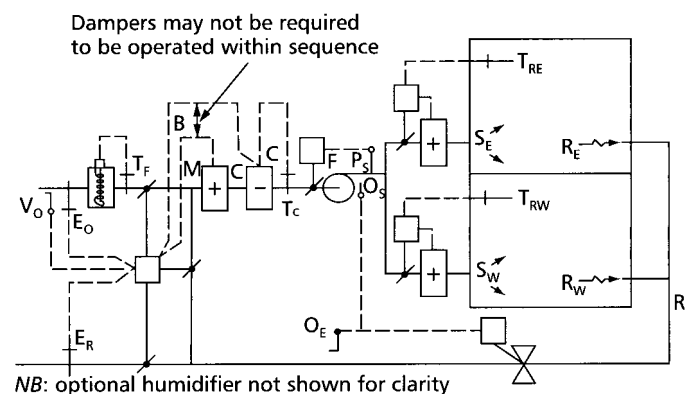 Dampers may not be required
to be operated within sequence
T_RE
B
C
S_E
R_E
T_F
M
C
F
P_S
O_S
V_O
E_O
T_C
T_RW
S_W
R_W
R
E_R
O_E
NB: optional humidifier not shown for clarity